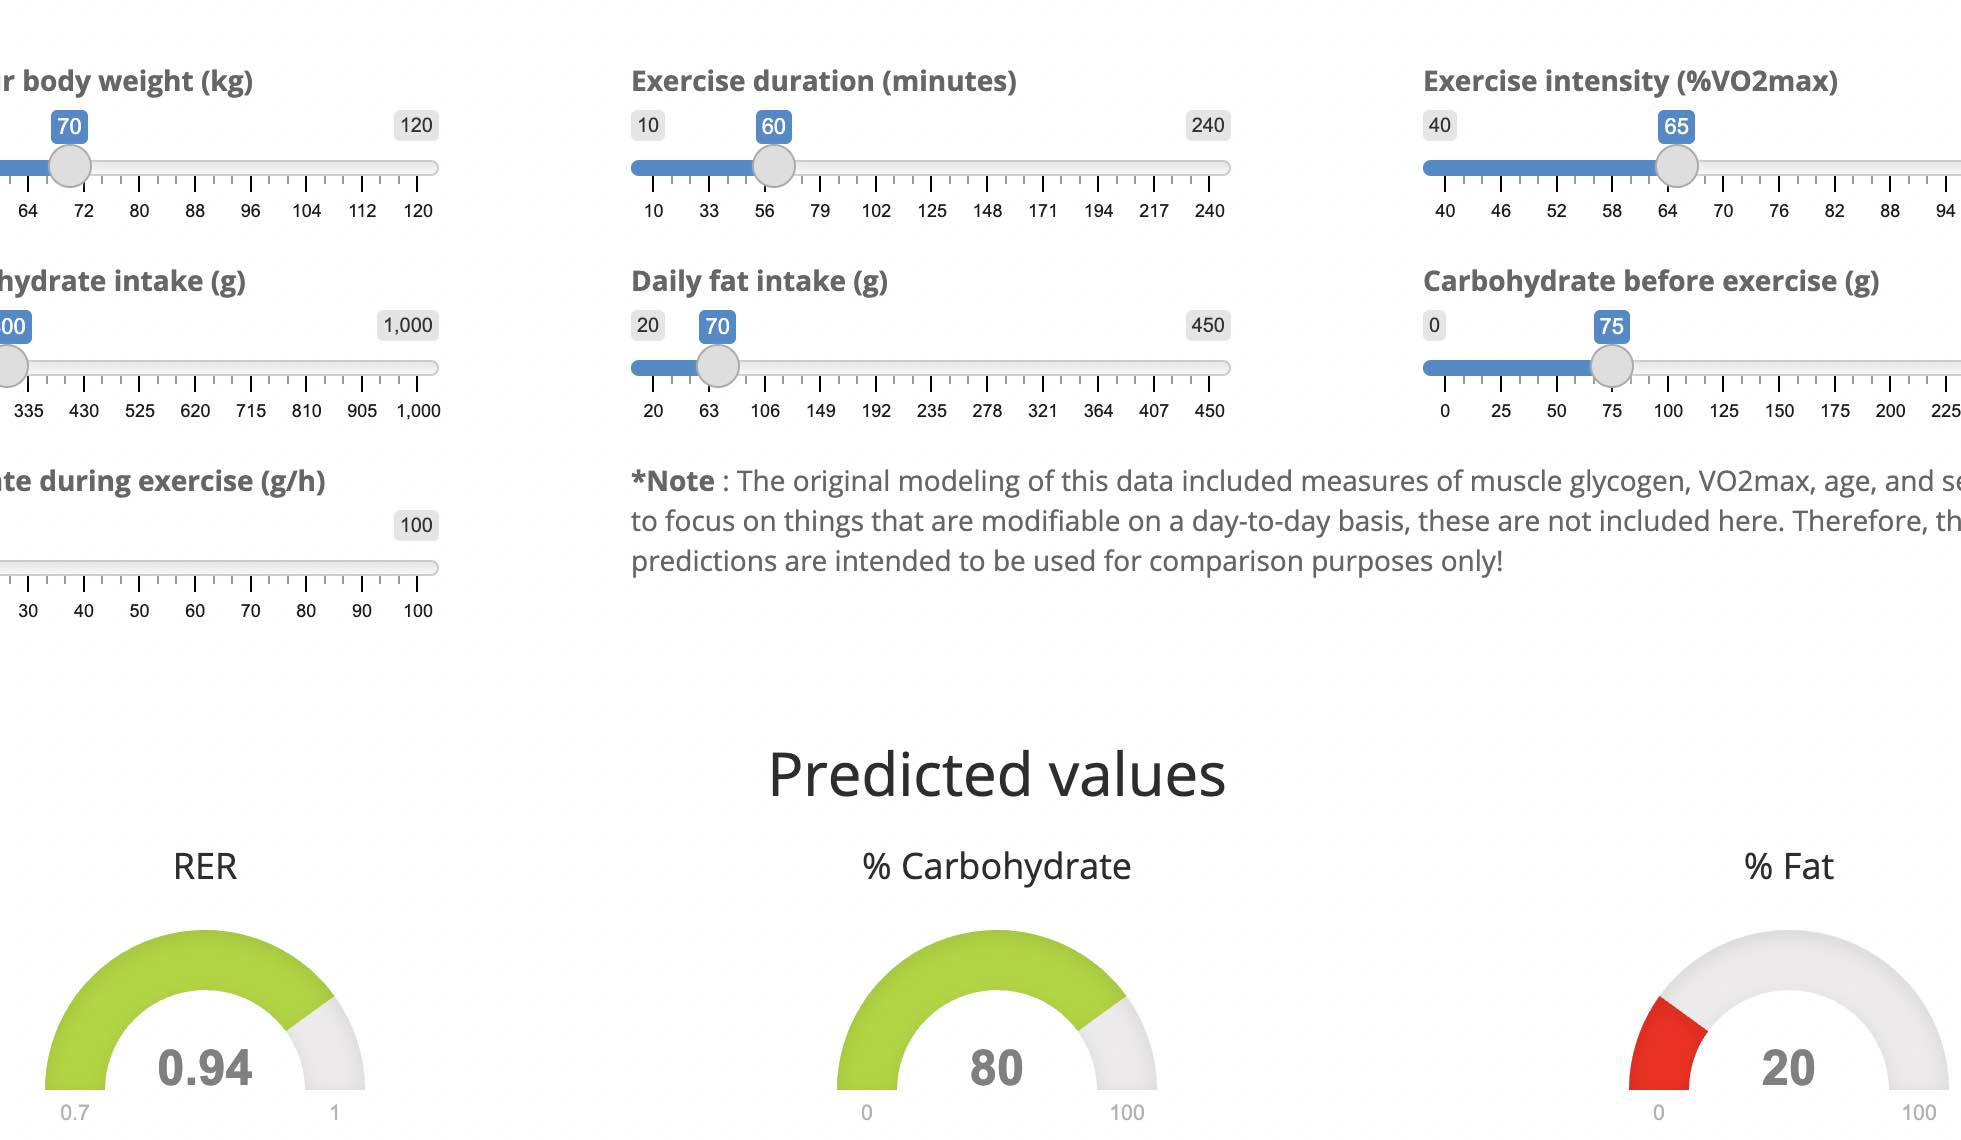 r body weight (kg)
Exercise duration (minutes)
Exercise intensity (%VO2max)
70
120
10
60
240
40
65
64 72 80 88 96 104 112 120
10 33 56 79 102 125 148 171 194 217 240
40 46 52 58 64 70 76 82 88 94
hydrate intake (g)
Daily fat intake (g)
Carbohydrate before exercise (g)
00
1,000
20
70
450
0
75
335 430 525 620 715 810 905 1,000
20 63 106 149 192 235 278 321 364 407 450
0 25 50 75 100 125 150 175 200 225
te during exercise (g/h)
100
30 40 50 60 70 80 90 100
*Note : The original modeling of this data included measures of muscle glycogen, VO2max, age, and se
to focus on things that are modifiable on a day-to-day basis, these are not included here. Therefore, th
predictions are intended to be used for comparison purposes only!
Predicted values
RER
% Carbohydrate
% Fat
0.94
80
20
0.7 1
0 100
0 100